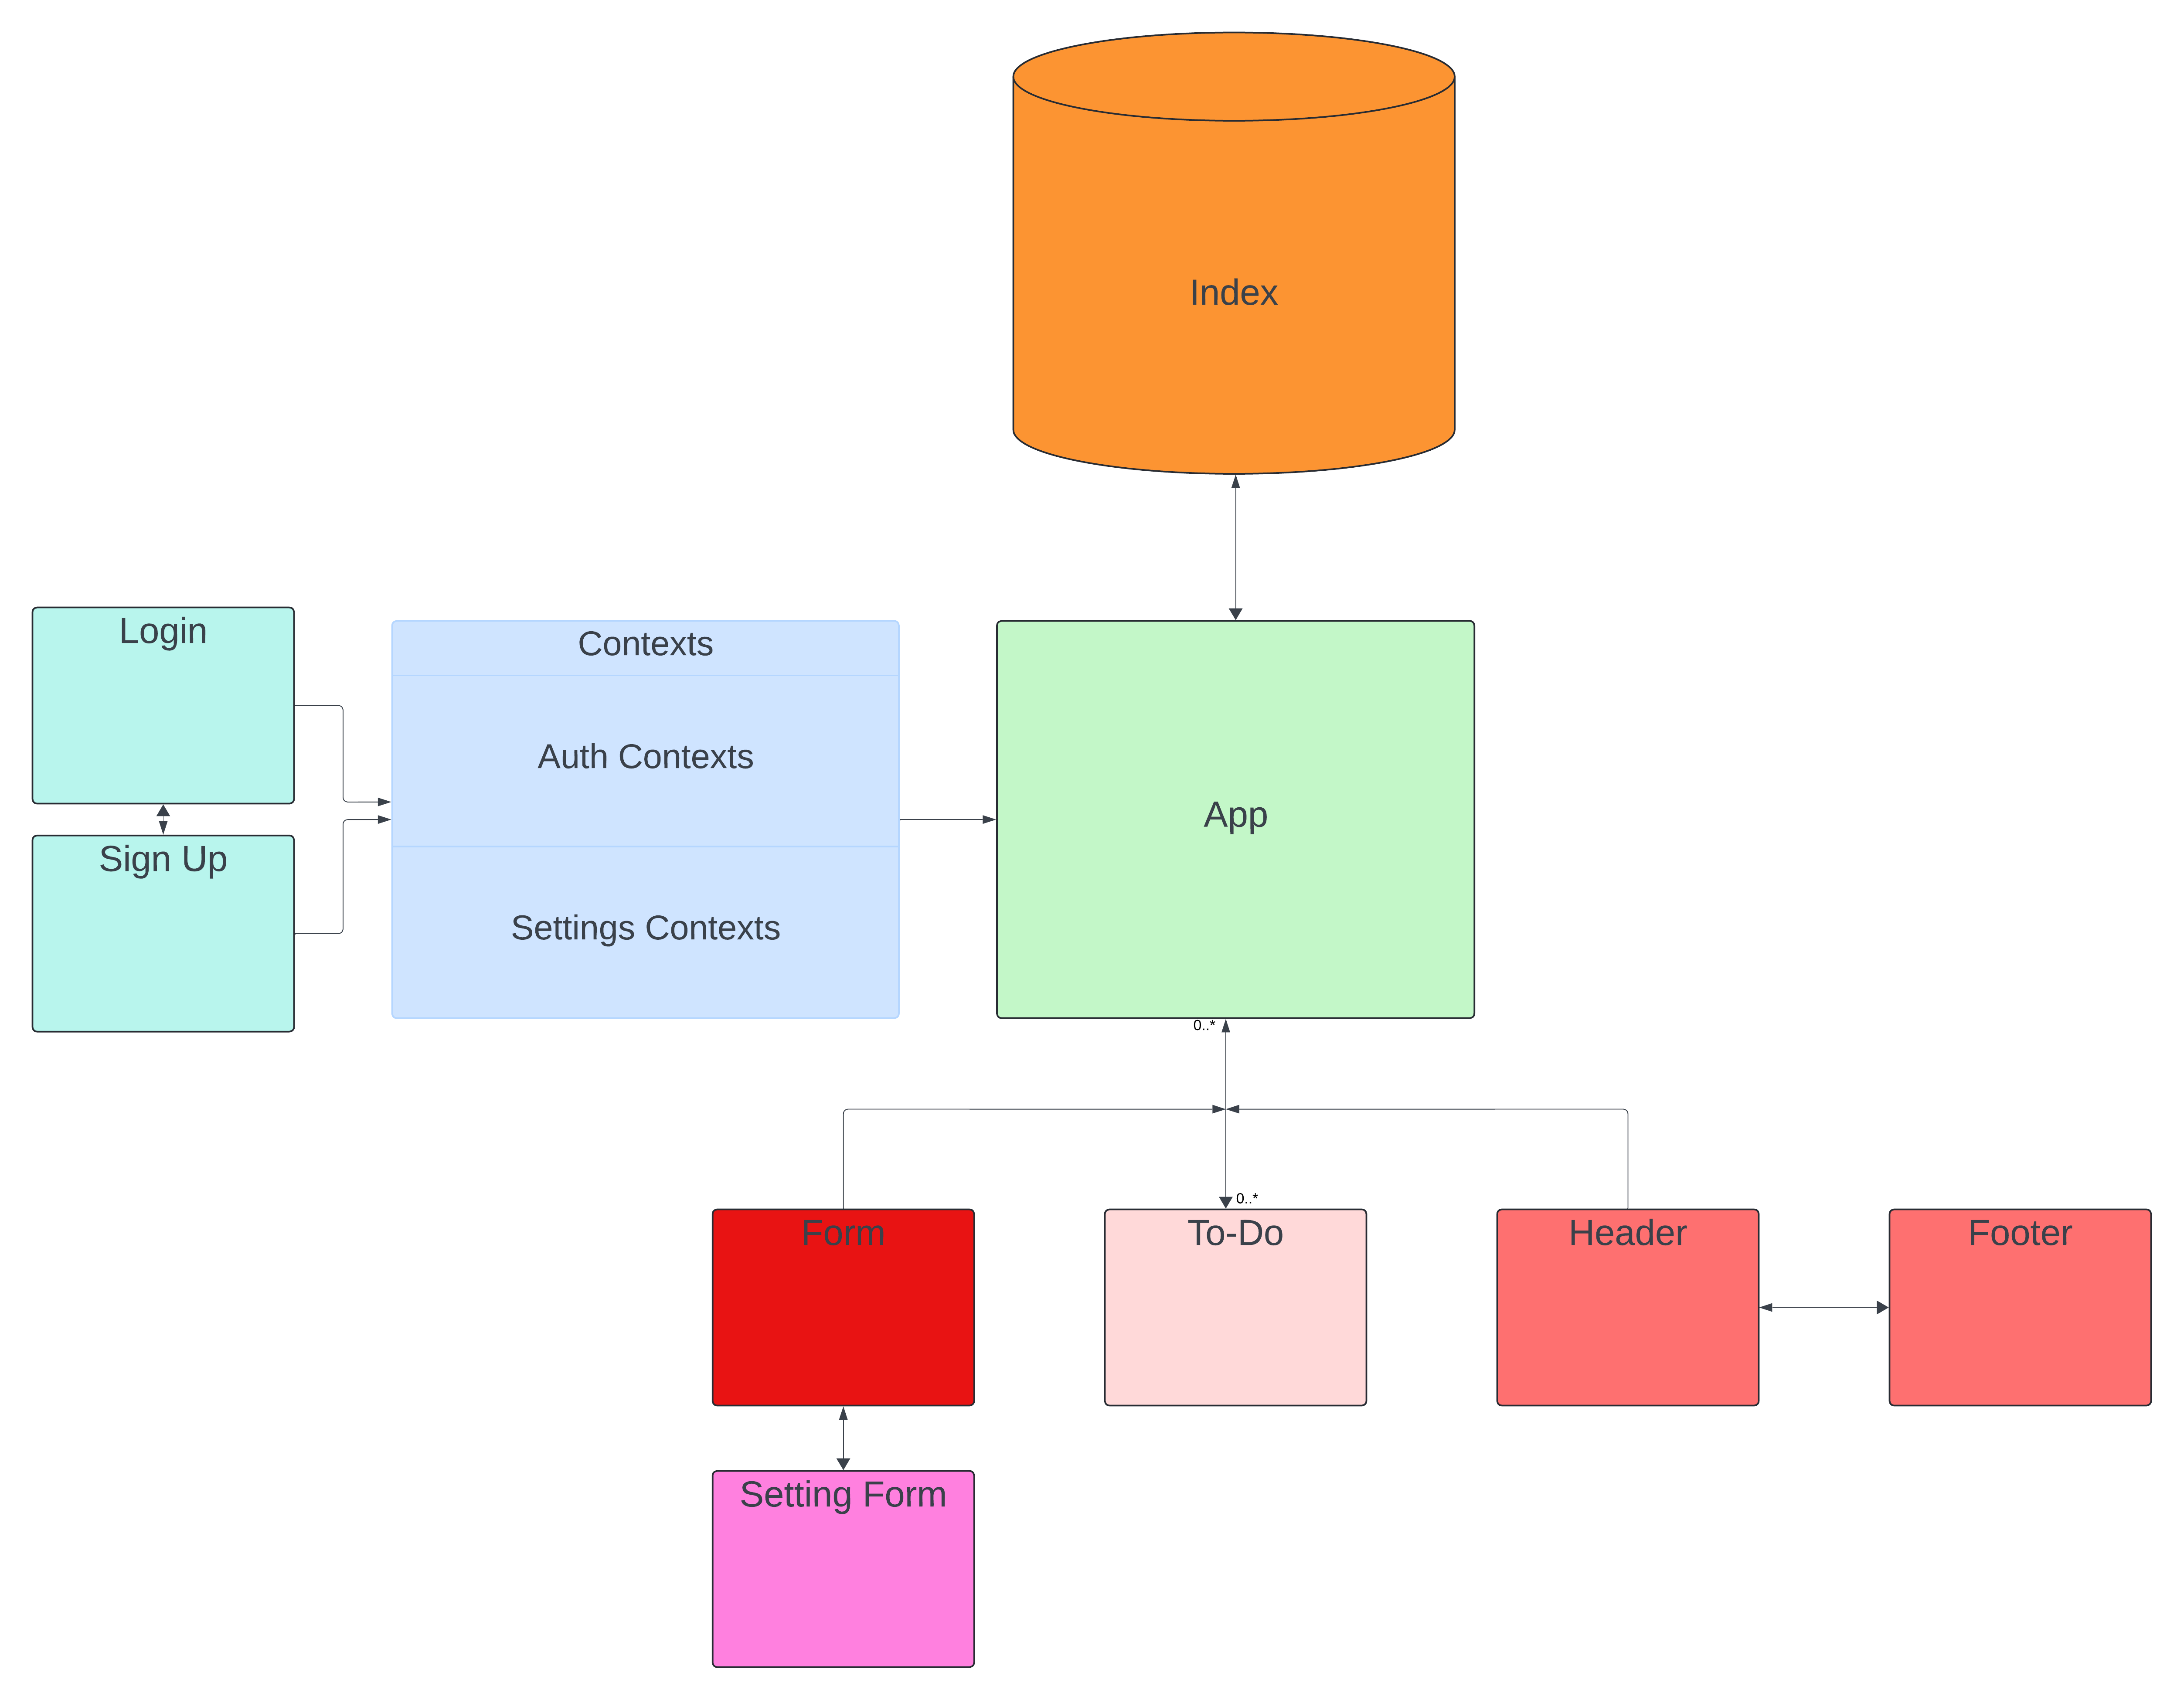 Index
Login
Sign Up
Contexts
Auth Contexts
Settings Contexts
App
0..*
0..*
Form
To-Do
Header
Footer
Setting Form